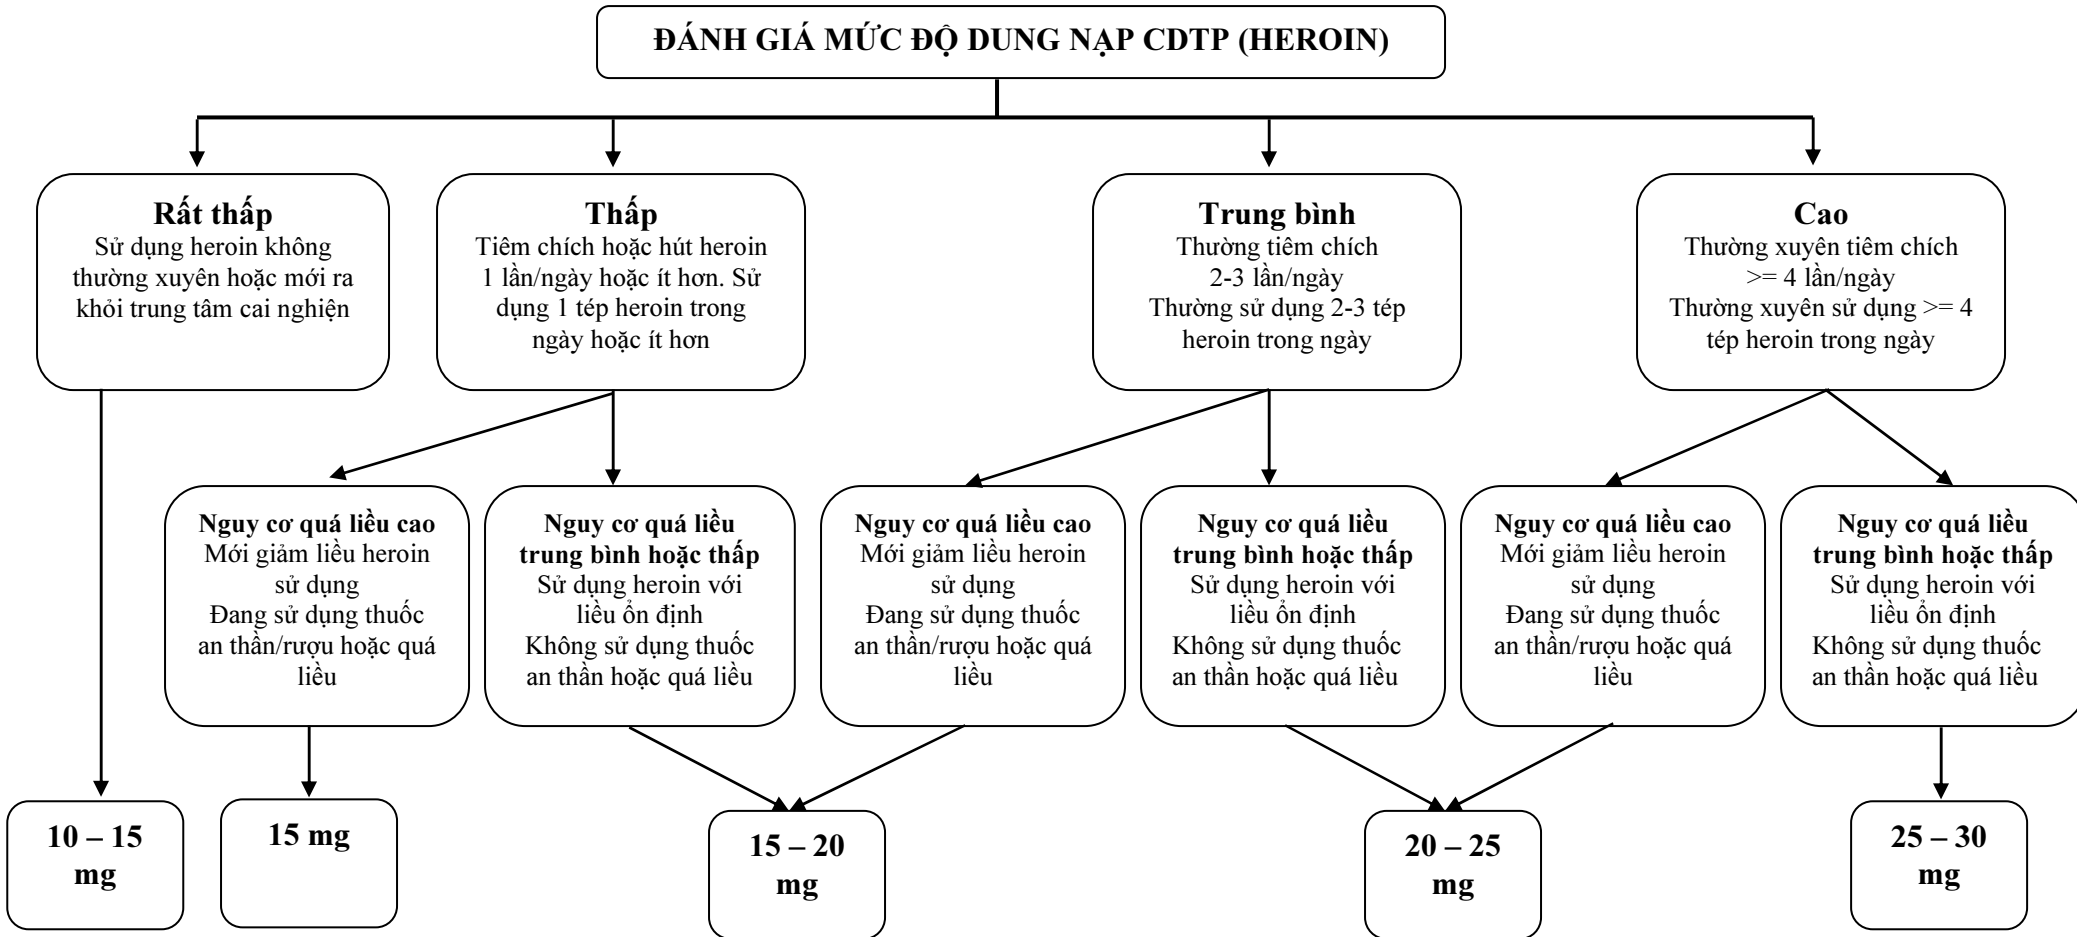 ĐÁNH GIÁ MỨC ĐỘ DUNG NẠP CDTP (HEROIN)
Rất thấp
Sử dụng heroin không
thường xuyên hoặc mới ra
khỏi trung tâm cai nghiện
Thấp
Tiêm chích hoặc hút heroin
1 lần/ngày hoặc ít hơn. Sử
dụng 1 tép heroin trong
ngày hoặc ít hơn
Trung bình
Thường tiêm chích
2-3 lần/ngày
Thường sử dụng 2-3 tép
heroin trong ngày
Cao
Thường xuyên tiêm chích
>= 4 lần/ngày
Thường xuyên sử dụng >= 4
tép heroin trong ngày
Nguy cơ quá liều cao
Mới giảm liều heroin
sử dụng
Đang sử dụng thuốc
an thần/rượu hoặc quá
liều
Nguy cơ quá liều
trung bình hoặc thấp
Sử dụng heroin với
liều ổn định
Không sử dụng thuốc
an thần hoặc quá liều
Nguy cơ quá liều cao
Mới giảm liều heroin
sử dụng
Đang sử dụng thuốc
an thần/rượu hoặc quá
liều
Nguy cơ quá liều
trung bình hoặc thấp
Sử dụng heroin với
liều ổn định
Không sử dụng thuốc
an thần hoặc quá liều
Nguy cơ quá liều cao
Mới giảm liều heroin
sử dụng
Đang sử dụng thuốc
an thần/rượu hoặc quá
liều
Nguy cơ quá liều
trung bình hoặc thấp
Sử dụng heroin với
liều ổn định
Không sử dụng thuốc
an thần hoặc quá liều
10 – 15
mg
15 mg
15 – 20
mg
20 – 25
mg
25 – 30
mg